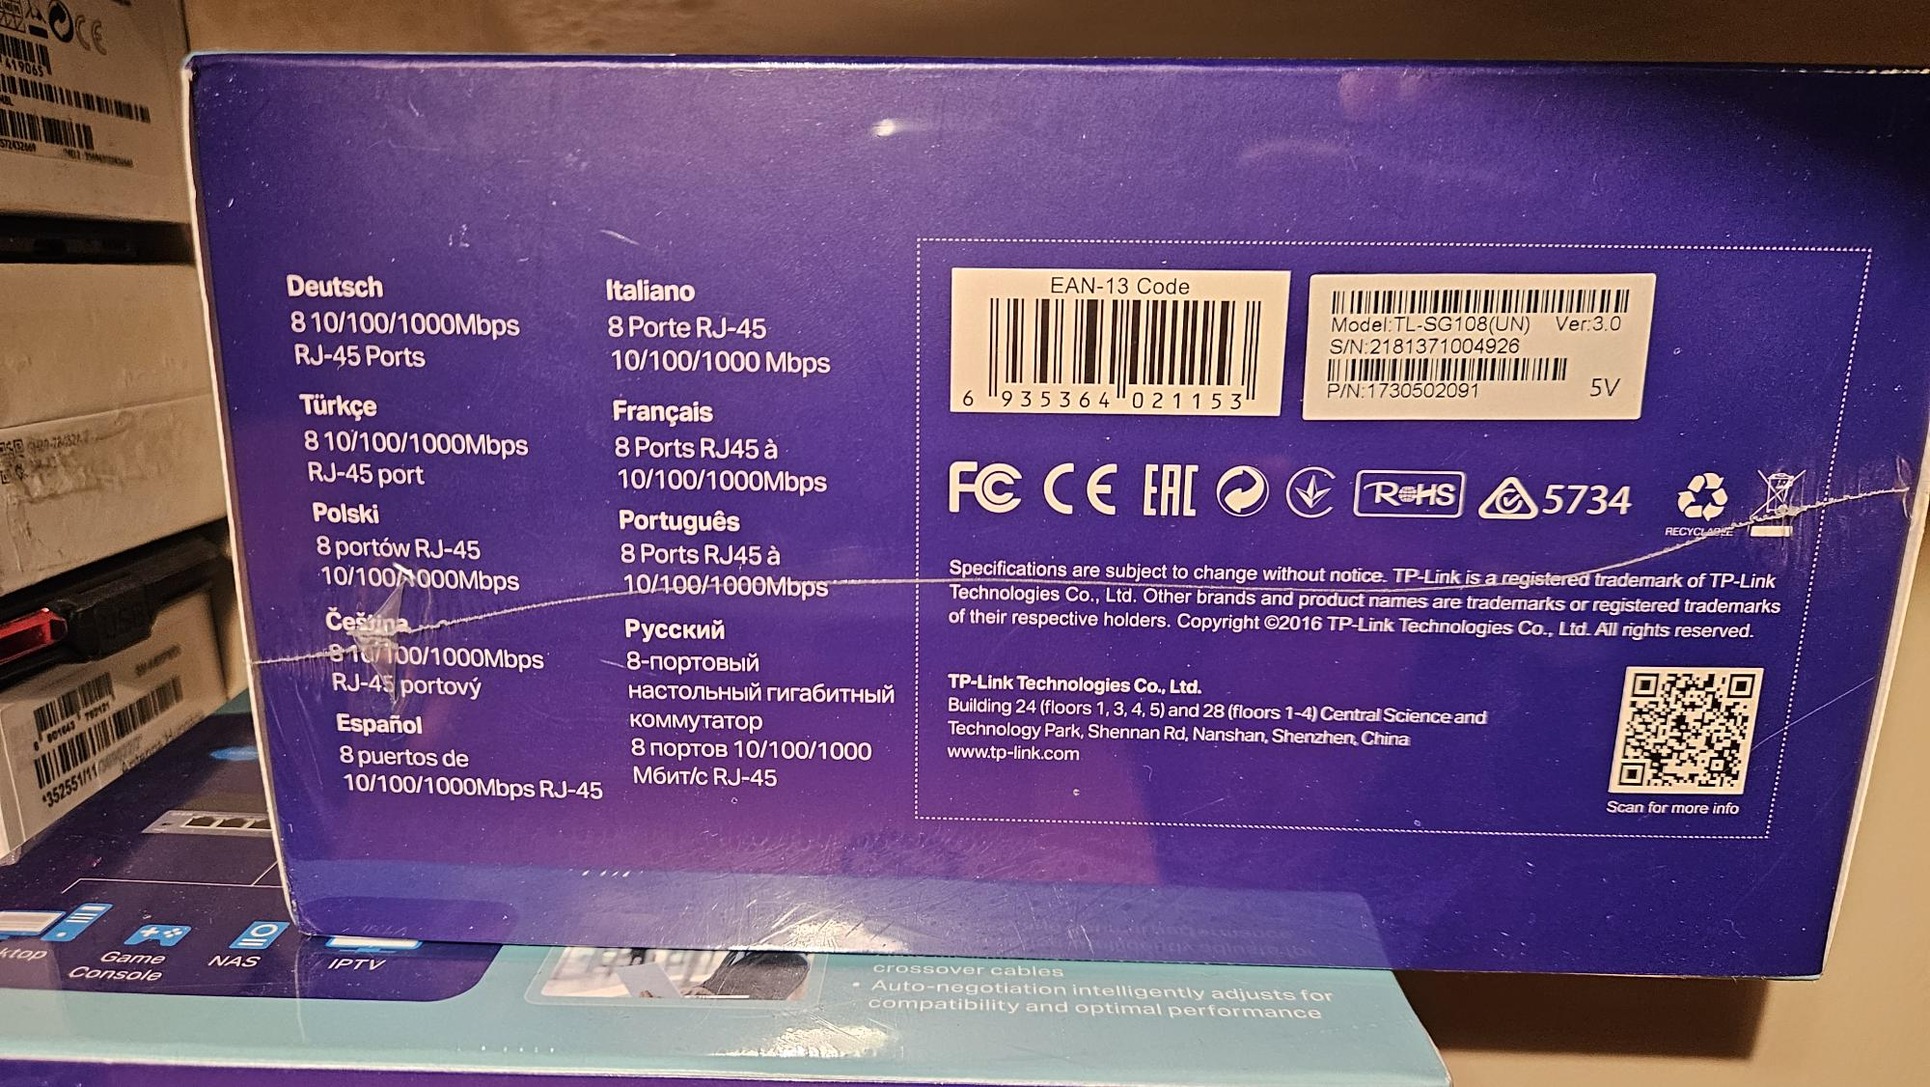 Deutsch
8 10/100/1000Mbps
RJ-45 Ports
Türkçe
8 10/100/1000Mbps
RJ-45 port
Polski
8 portów RJ-45
10/100/1000Mbps
Čeština
8 10/100/1000Mbps
RJ-45 portový
Español
8 puertos de
10/100/1000Mbps RJ-45
Italiano
8 Porte RJ-45
10/100/1000 Mbps
Français
8 Ports RJ45 à
10/100/1000Mbps
Português
8 Ports RJ45 à
10/100/1000Mbps
Русский
8-портовый
настольный гигабитный
коммутатор
8 портов 10/100/1000
Мбит/с RJ-45
EAN-13 Code
6 935364 021153
Model:TL-SG108(UN) Ver:3.0
S/N:2181371004926
P/N:1730502091 5V
FC CE EAC RoHS 5734
RECYCLABLE
Specifications are subject to change without notice. TP-Link is a registered trademark of TP-Link
Technologies Co., Ltd. Other brands and product names are trademarks or registered trademarks
of their respective holders. Copyright ©2016 TP-Link Technologies Co., Ltd. All rights reserved.
TP-Link Technologies Co., Ltd.
Building 24 (floors 1, 3, 4, 5) and 28 (floors 1-4) Central Science and
Technology Park, Shennan Rd, Nanshan, Shenzhen, China
www.tp-link.com
Scan for more info
Game
Console
NAS
IPTV
crossover cables
• Auto-negotiation intelligently adjusts for
compatibility and optimal performance